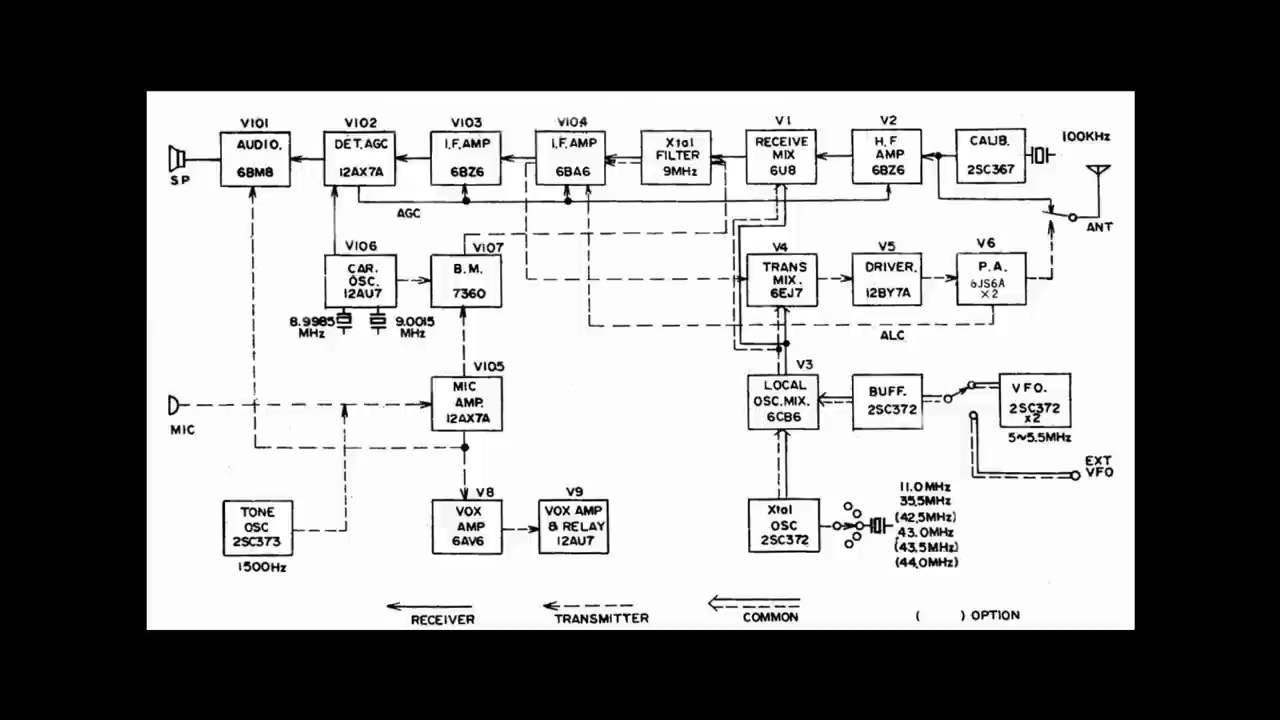 V101
AUDIO.
6BM8
SP
V102
DET.AGC
12AX7A
V103
I.F.AMP
6BZ6
V104
I.F.AMP
6BA6
Xtal
FILTER
9MHz
V1
RECEIVE
MIX
6U8
V2
H.F
AMP
6BZ6
CALIB.
2SC367
100KHz
ANT
AGC
V106
CAR.
OSC.
12AU7
8.9985
MHz
9.0015
MHz
V107
B.M.
7360
V4
TRANS
MIX.
6EJ7
V5
DRIVER.
12BY7A
V6
P.A.
6JS6A
X2
ALC
V105
MIC
AMP.
12AX7A
MIC
V3
LOCAL
OSC.MIX.
6CB6
BUFF.
2SC372
VFO.
2SC372
X2
5~5.5MHz
EXT
VFO
TONE
OSC
2SC373
1500Hz
V8
VOX
AMP
6AV6
V9
VOX AMP
& RELAY
12AU7
Xtal
OSC
2SC372
11.0MHz
35.5MHz
(42.5MHz)
43.0MHz
(43.5MHz)
(44.0MHz)
RECEIVER
TRANSMITTER
COMMON
( ) OPTION